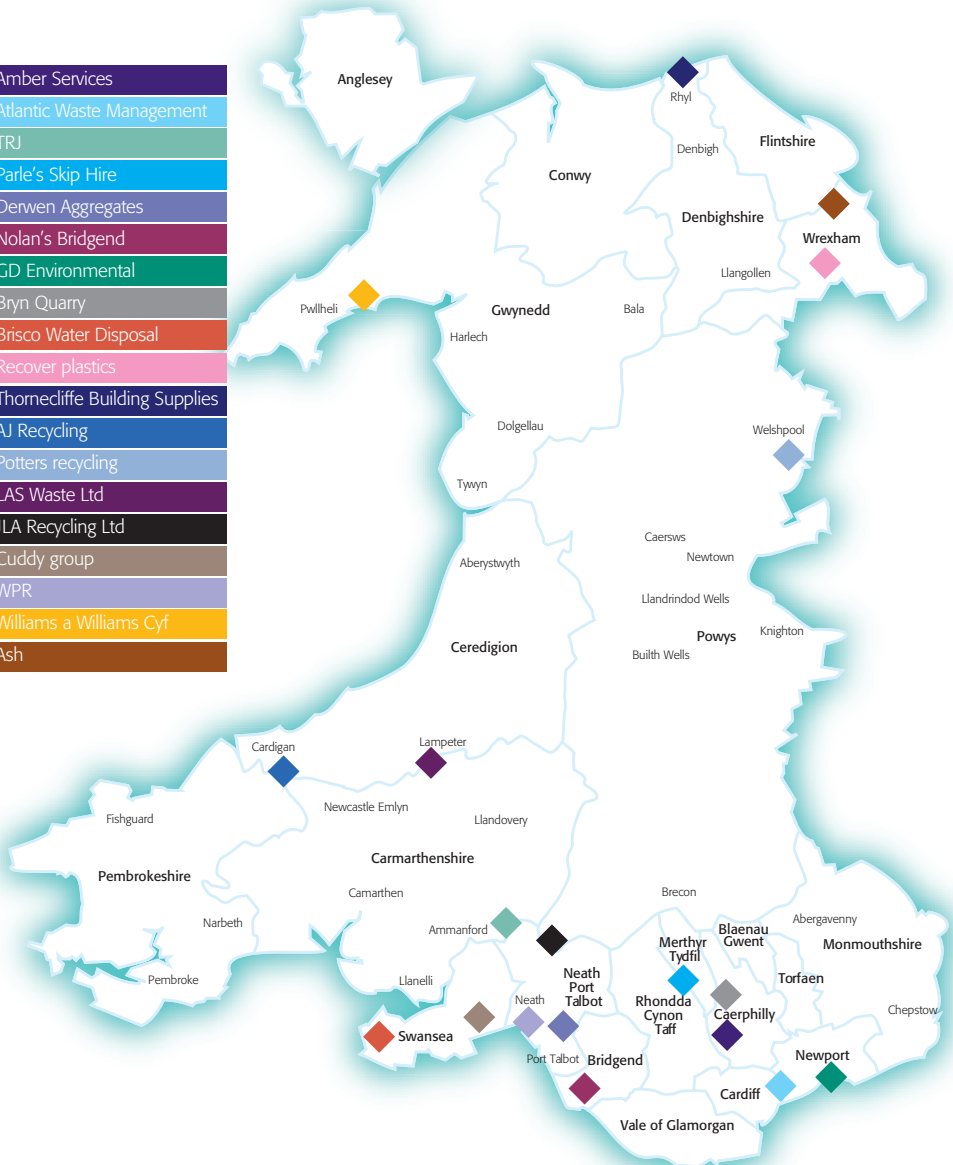 Amber Services
Atlantic Waste Management
TRJ
Parle's Skip Hire
Derwen Aggregates
Nolan's Bridgend
GD Environmental
Bryn Quarry
Brisco Water Disposal
Recover plastics
Thornecliffe Building Supplies
AJ Recycling
Potters recycling
LAS Waste Ltd
JLA Recycling Ltd
Cuddy group
WPR
Williams a Williams Cyf
Ash
Anglesey
Rhyl
Flintshire
Denbigh
Conwy
Denbighshire
Wrexham
Llangollen
Pwllheli
Gwynedd
Bala
Harlech
Dolgellau
Welshpool
Tywyn
Caersws
Newtown
Aberystwyth
Llandrindod Wells
Powys
Knighton
Ceredigion
Builth Wells
Cardigan
Lampeter
Newcastle Emlyn
Fishguard
Llandovery
Carmarthenshire
Pembrokeshire
Camarthen
Brecon
Narbeth
Ammanford
Abergavenny
Blaenau
Gwent
Merthyr
Tydfil
Monmouthshire
Pembroke
Llanelli
Neath
Port
Talbot
Torfaen
Neath
Rhondda
Cynon
Taff
Caerphilly
Chepstow
Swansea
Port Talbot
Bridgend
Newport
Cardiff
Vale of Glamorgan